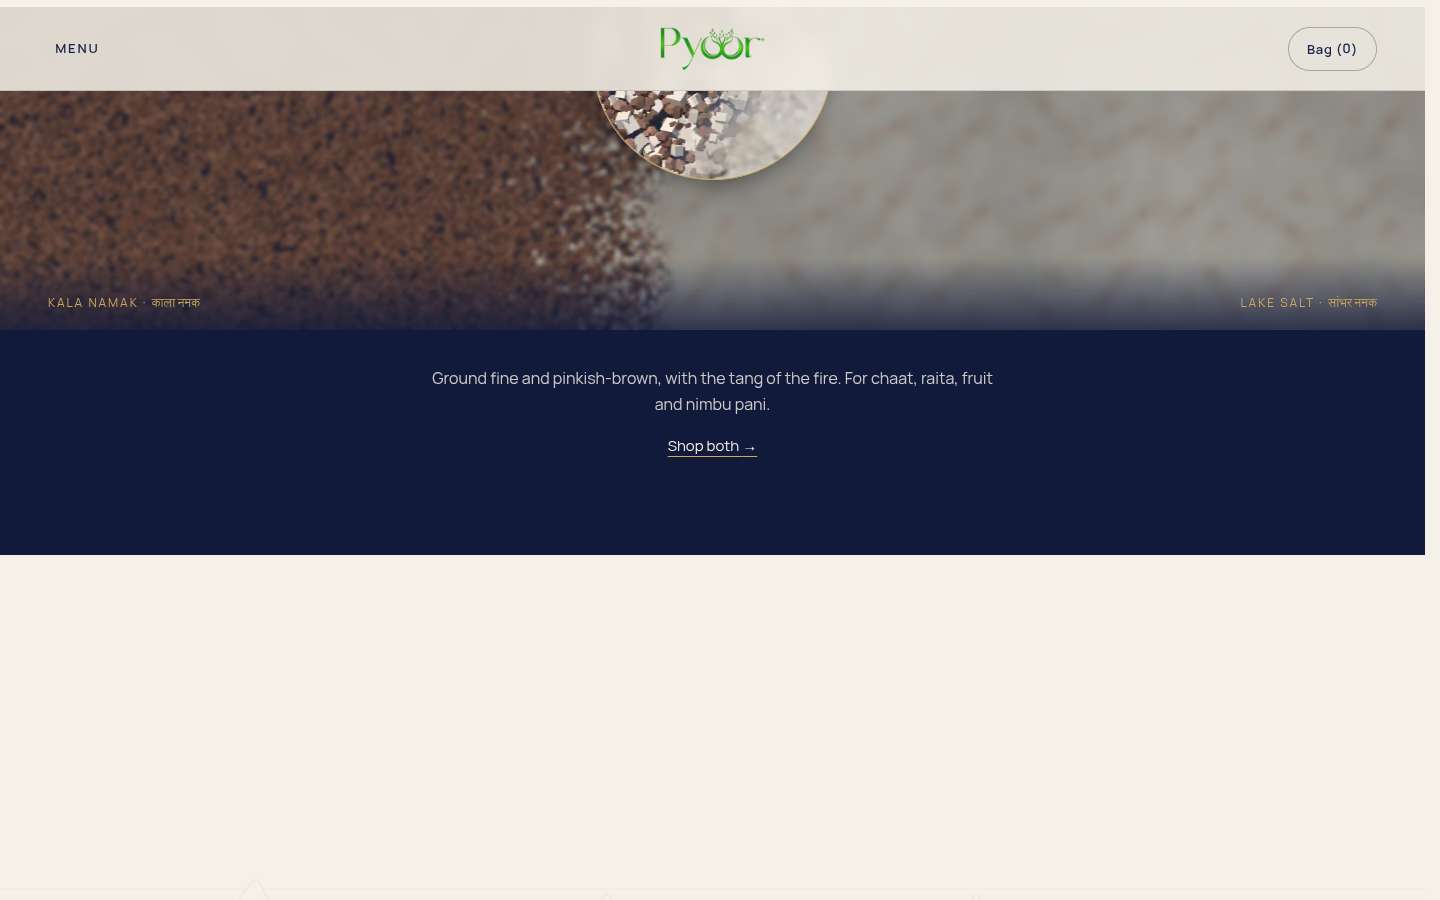 MENU
Pyoor
Bag (0)
KALA NAMAK · काला नमक
LAKE SALT · सांभर नमक
Ground fine and pinkish-brown, with the tang of the fire. For chaat, raita, fruit
and nimbu pani.
Shop both →